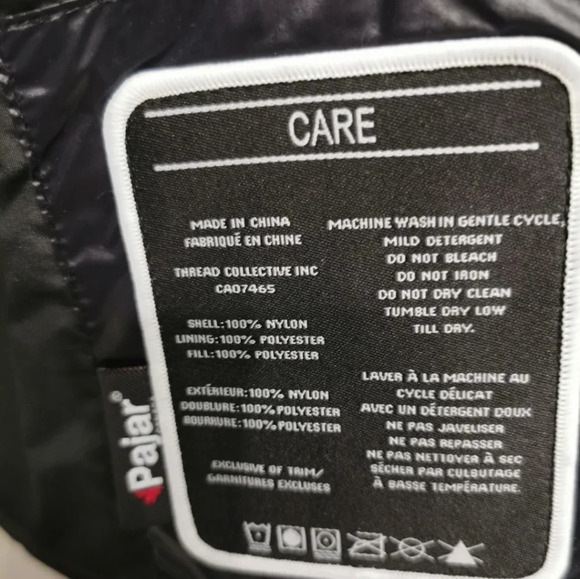 CARE
MADE IN CHINA
FABRIQUÉ EN CHINE
THREAD COLLECTIVE INC
CA07465
SHELL:100% NYLON
LINING:100% POLYESTER
FILL:100% POLYESTER
EXTÉRIEUR:100% NYLON
DOUBLURE:100% POLYESTER
BOURRURE:100% POLYESTER
EXCLUSIVE OF TRIM/
GARNITURES EXCLUSES
MACHINE WASH IN GENTLE CYCLE,
MILD DETERGENT
DO NOT BLEACH
DO NOT IRON
DO NOT DRY CLEAN
TUMBLE DRY LOW
TILL DRY.
LAVER À LA MACHINE AU
CYCLE DÉLICAT
AVEC UN DÉTERGENT DOUX
NE PAS JAVELISER
NE PAS REPASSER
NE PAS NETTOYER À SEC
SÉCHER PAR CULBUTAGE
À BASSE TEMPÉRATURE.
Pajar®